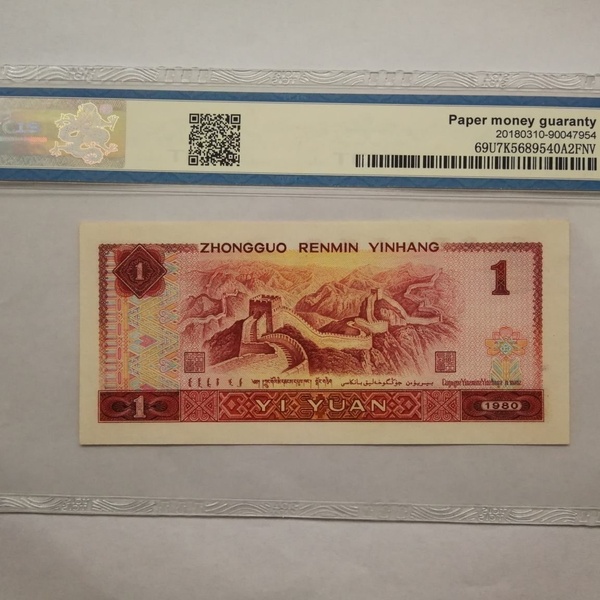 Paper money guaranty
20180310-90047954
69U7K5689540A2FNV
ZHONGGUO RENMIN YINHANG
1
1
1
YI YUAN
1980